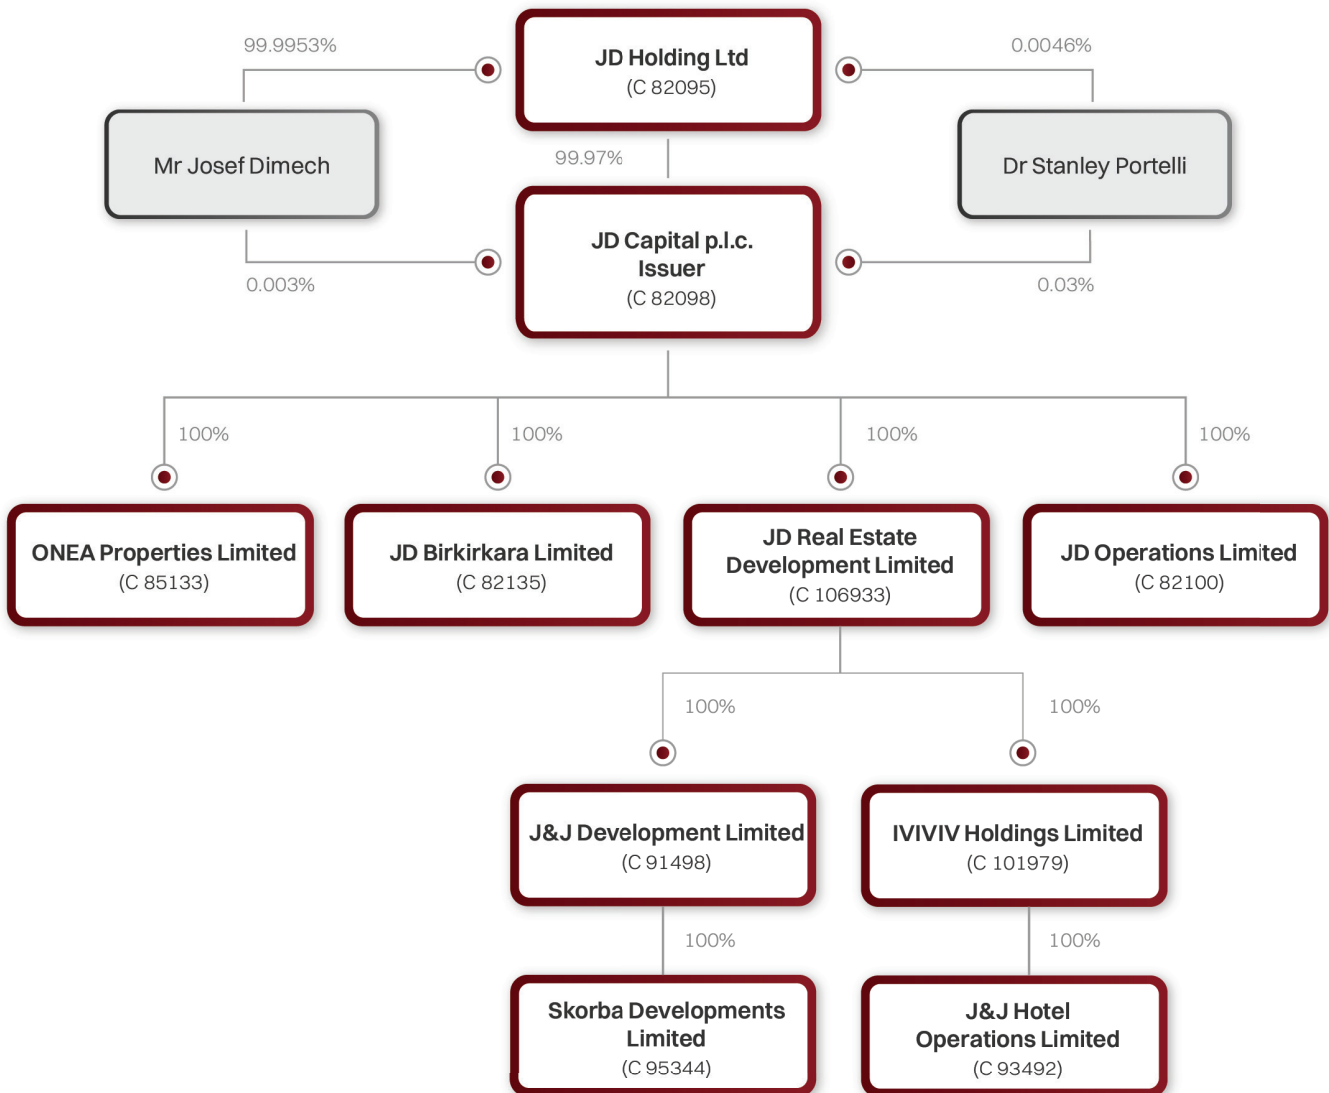 99.9953%
JD Holding Ltd
(C 82095)
0.0046%
Mr Josef Dimech
99.97%
Dr Stanley Portelli
JD Capital p.l.c.
Issuer
(C 82098)
0.003%
0.03%
100%
100%
100%
100%
ONEA Properties Limited
(C 85133)
JD Birkirkara Limited
(C 82135)
JD Real Estate
Development Limited
(C 106933)
JD Operations Limited
(C 82100)
100%
100%
J&J Development Limited
(C 91498)
IVIVIV Holdings Limited
(C 101979)
100%
100%
Skorba Developments
Limited
(C 95344)
J&J Hotel
Operations Limited
(C 93492)